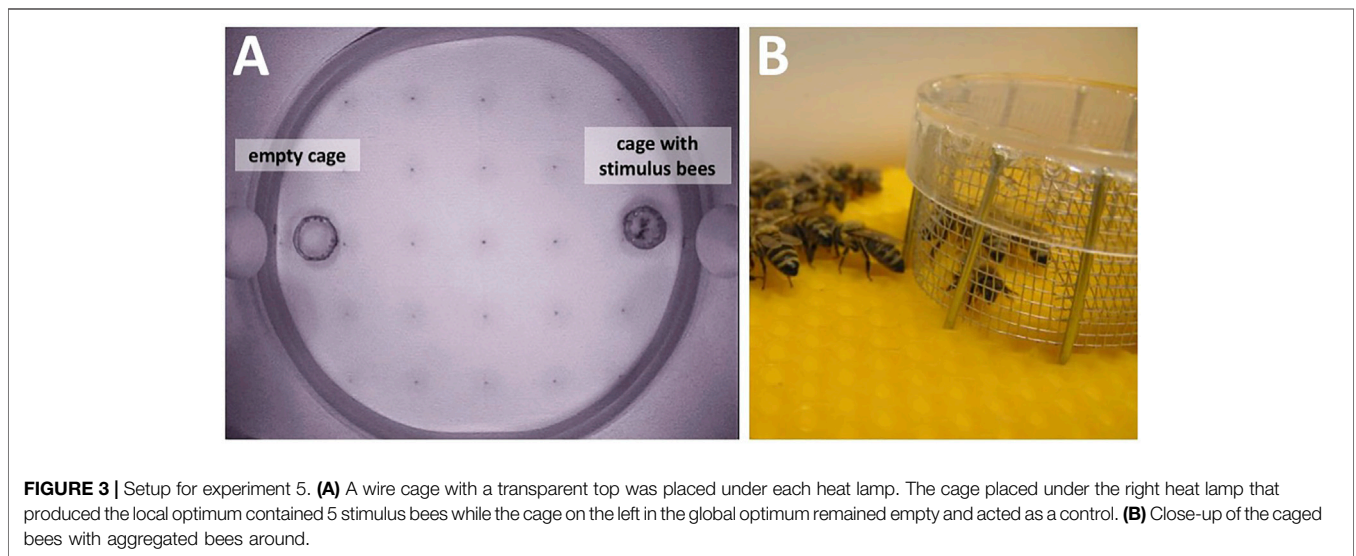 A
B
empty cage
cage with
stimulus bees
FIGURE 3 | Setup for experiment 5. (A) A wire cage with a transparent top was placed under each heat lamp. The cage placed under the right heat lamp that
produced the local optimum contained 5 stimulus bees while the cage on the left in the global optimum remained empty and acted as a control. (B) Close-up of the caged
bees with aggregated bees around.